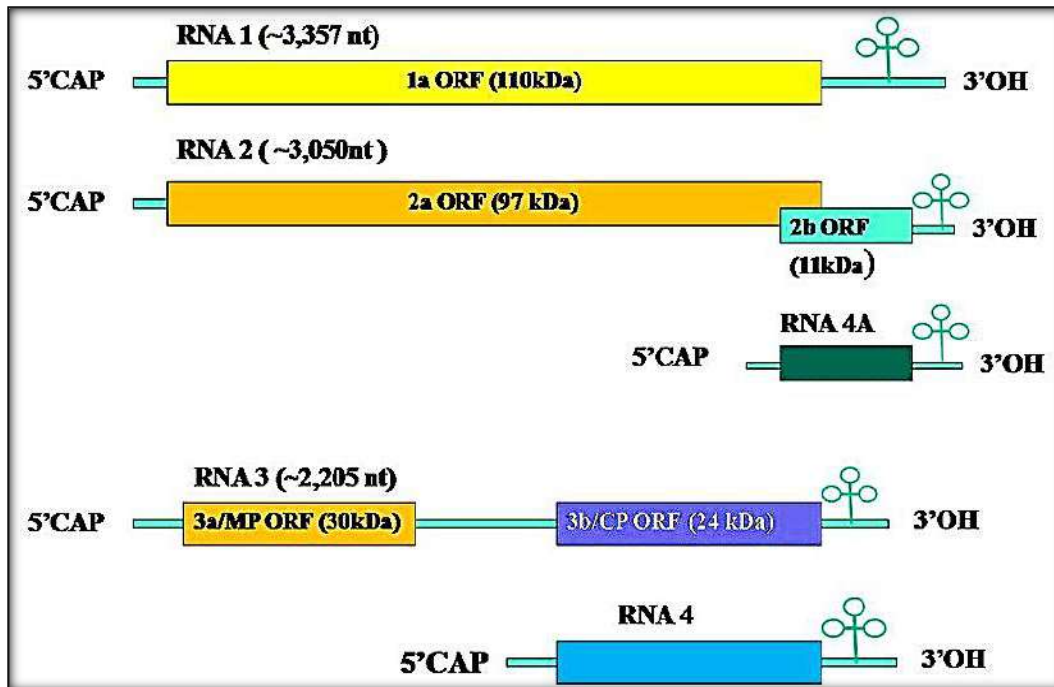 RNA 1 (~3,357 nt)
5’CAP 1a ORF (110kDa) 3’OH
RNA 2 ( ~3,050nt )
5’CAP 2a ORF (97 kDa) 3’OH
2b ORF
(11kDa)
RNA 4A
5’CAP 3’OH
RNA 3 (~2,205 nt)
5’CAP 3a/MP ORF (30kDa) 3b/CP ORF (24 kDa) 3’OH
RNA 4
5’CAP 3’OH